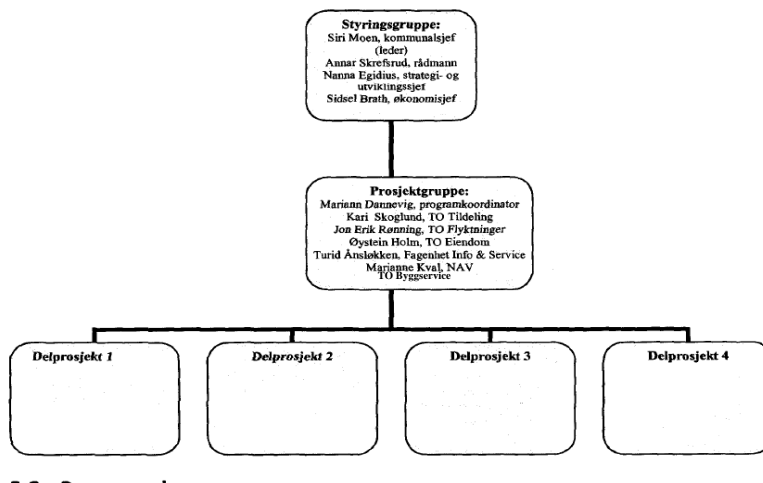 Styringsgruppe:
Siri Moen, kommunalsjef
(leder)
Annar Skrefsrud, rådmann
Nanna Egidius, strategi- og
utviklingssjef
Sidsel Brath, økonomisjef
Prosjektgruppe:
Mariann Dannevig, programkoordinator
Kari Skoglund, TO Tildeling
Jon Erik Rønning, TO Flyktninger
Øystein Holm, TO Eiendom
Turid Ånsløkken, Fagenhet Info & Service
Marianne Kval, NAV
TO Byggservice
Delprosjekt 1
Delprosjekt 2
Delprosjekt 3
Delprosjekt 4